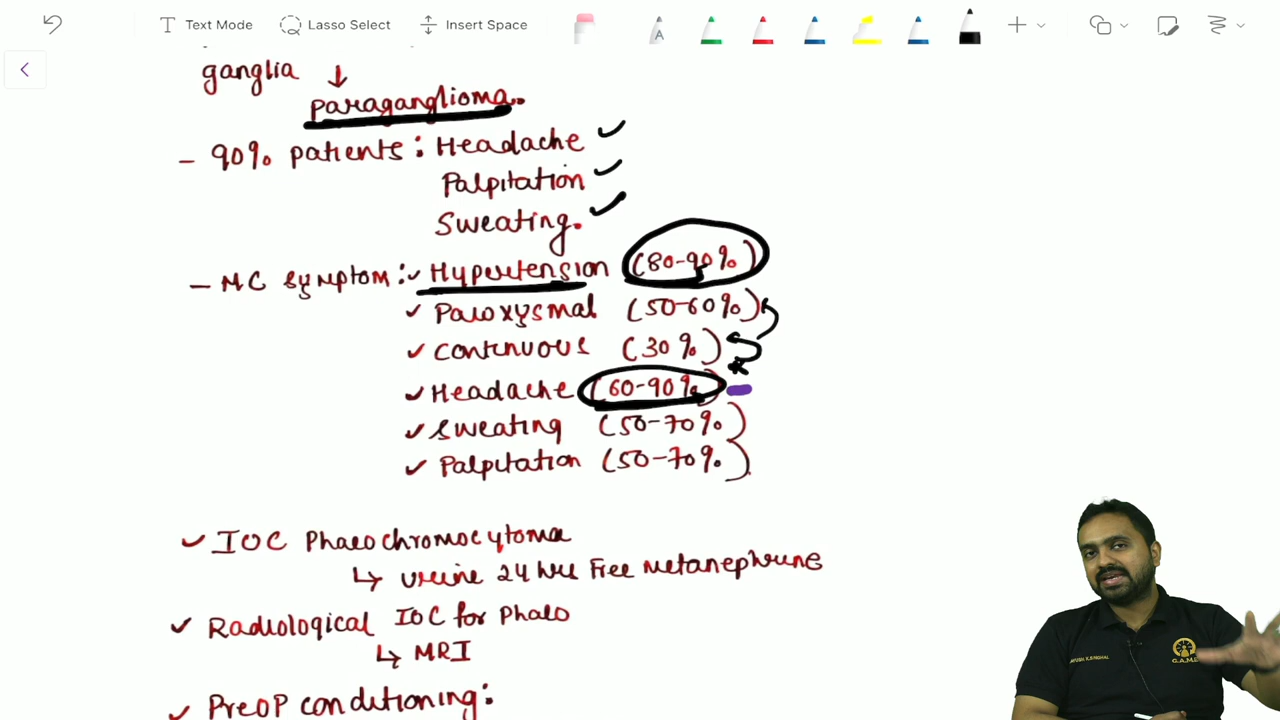 Text Mode
Lasso Select
Insert Space
ganglia ↓
Paraganglioma.
- 90% patients : Headache ✓
Palpitation ✓
Sweating. ✓
- MC symptom : ✓ Hypertension (80-90%)
✓ Paroxysmal (50-60%)
✓ Continuous (30%)
✓ Headache (60-90%)
✓ Sweating (50-70%)
✓ Palpitation (50-70%)
✓ IOC Phaeochromocytoma
↳ Urine 24 hrs Free metanephrine
✓ Radiological IOC for Phaeo
↳ MRI
✓ PreOP conditioning :
G.A.M.E